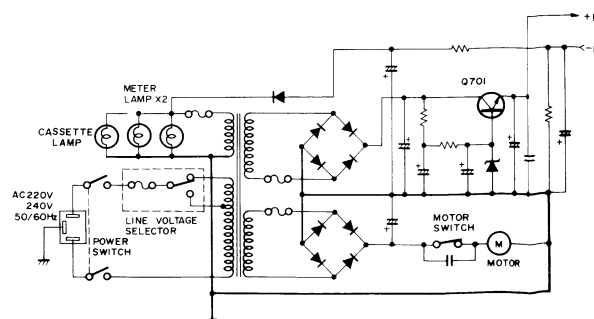 METER
LAMP X2
CASSETTE
LAMP
Q701
AC220V
240V
50/60Hz
POWER
SWITCH
LINE VOLTAGE
SELECTOR
MOTOR
SWITCH
M
MOTOR